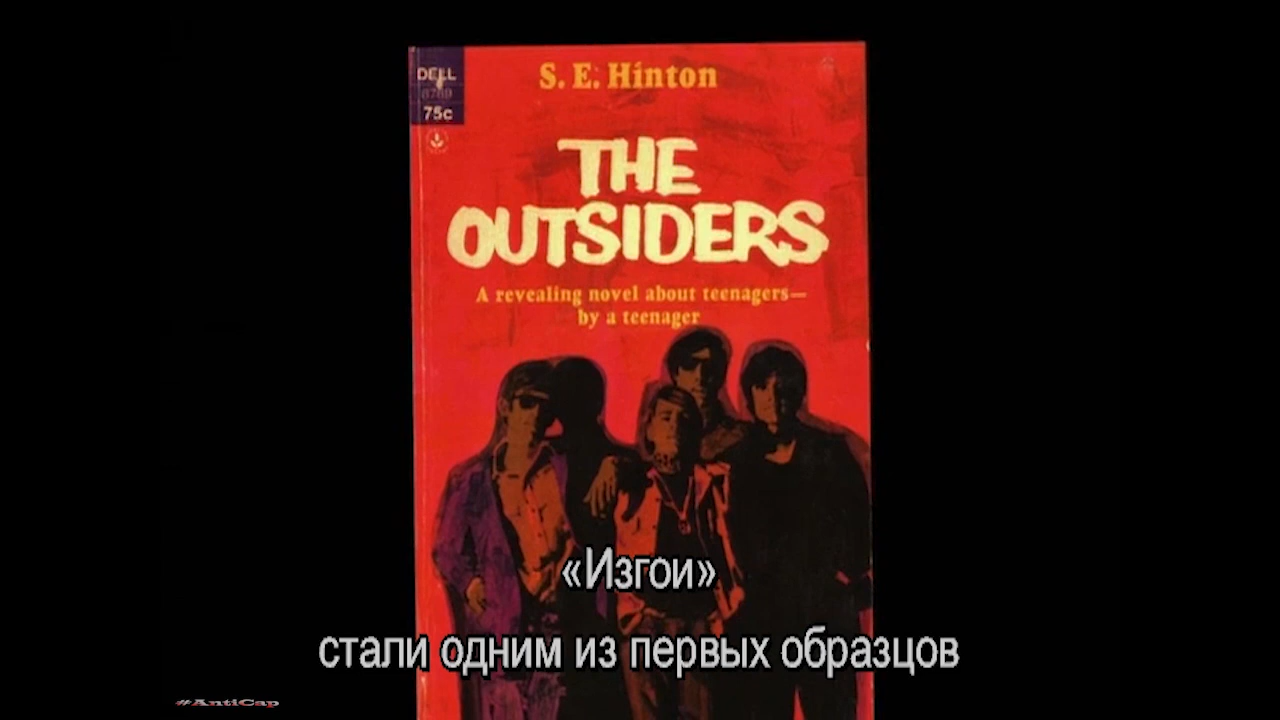 DELL
75c
S. E. Hinton
THE
OUTSIDERS
A revealing novel about teenagers—
by a teenager
«Изгои»
стали одним из первых образцов
#AntiCap